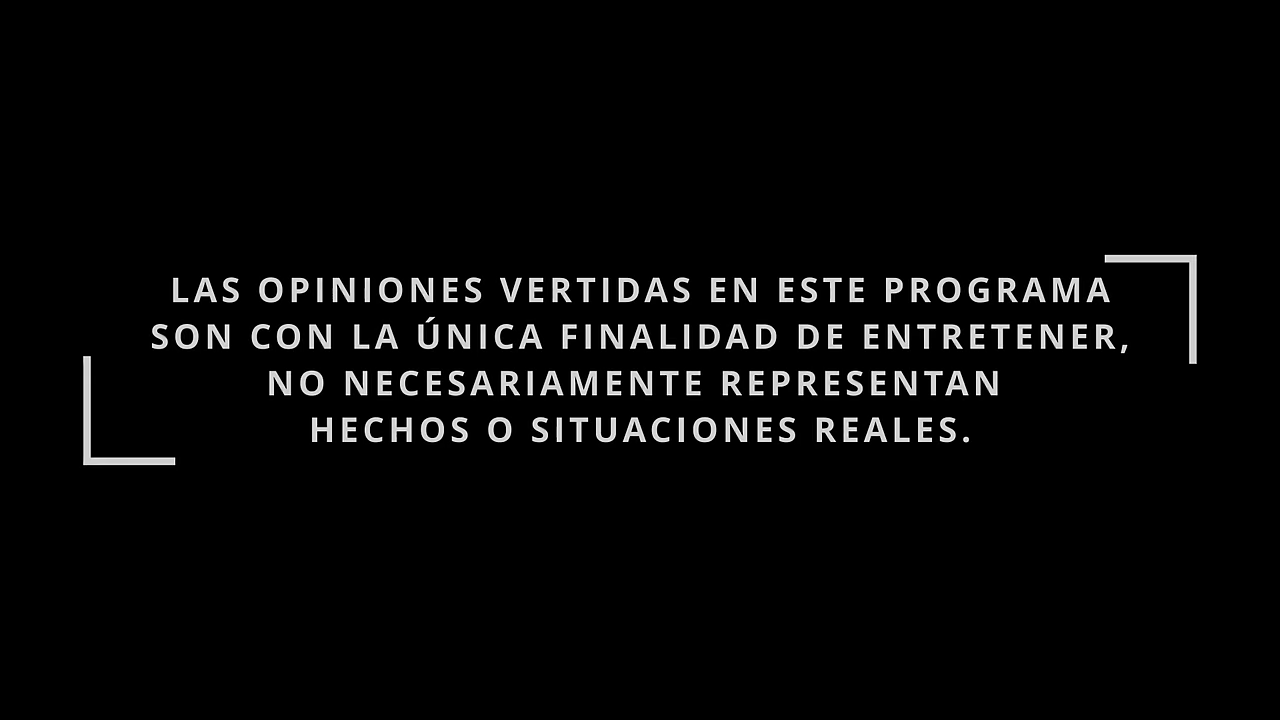 LAS OPINIONES VERTIDAS EN ESTE PROGRAMA
SON CON LA ÚNICA FINALIDAD DE ENTRETENER,
NO NECESARIAMENTE REPRESENTAN
HECHOS O SITUACIONES REALES.